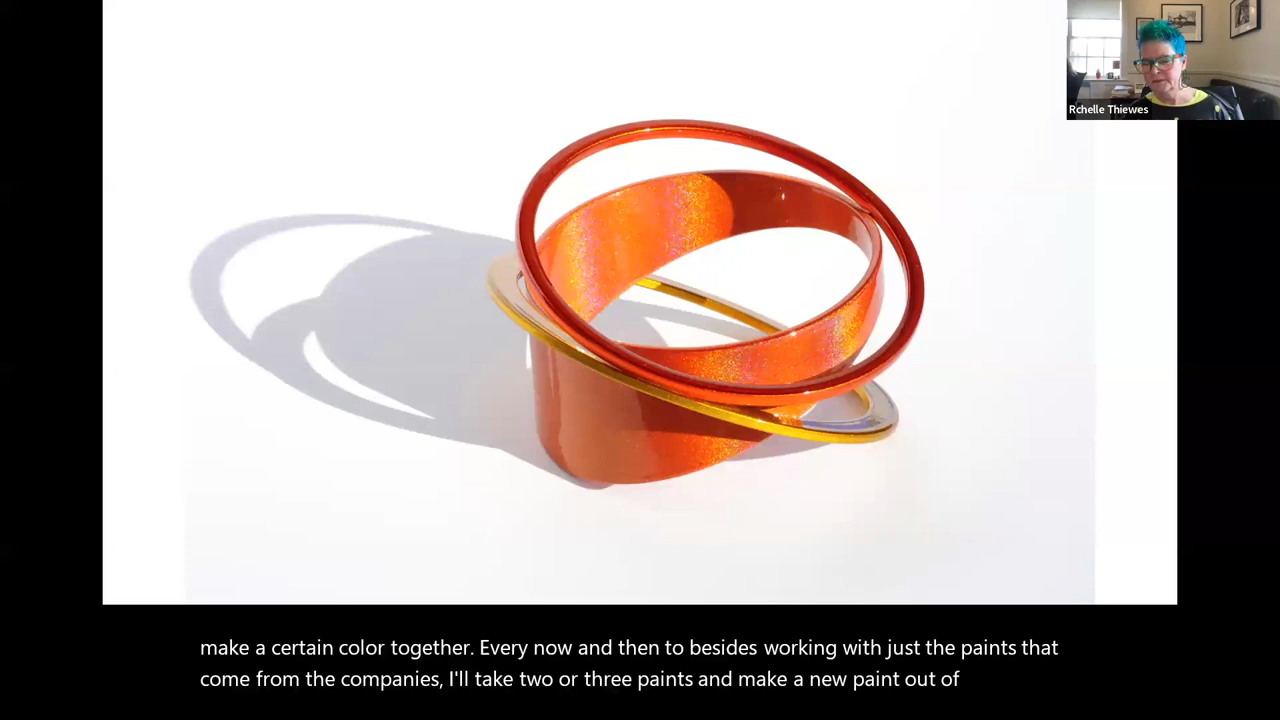 Rchelle Thiewes
make a certain color together. Every now and then to besides working with just the paints that
come from the companies, I'll take two or three paints and make a new paint out of